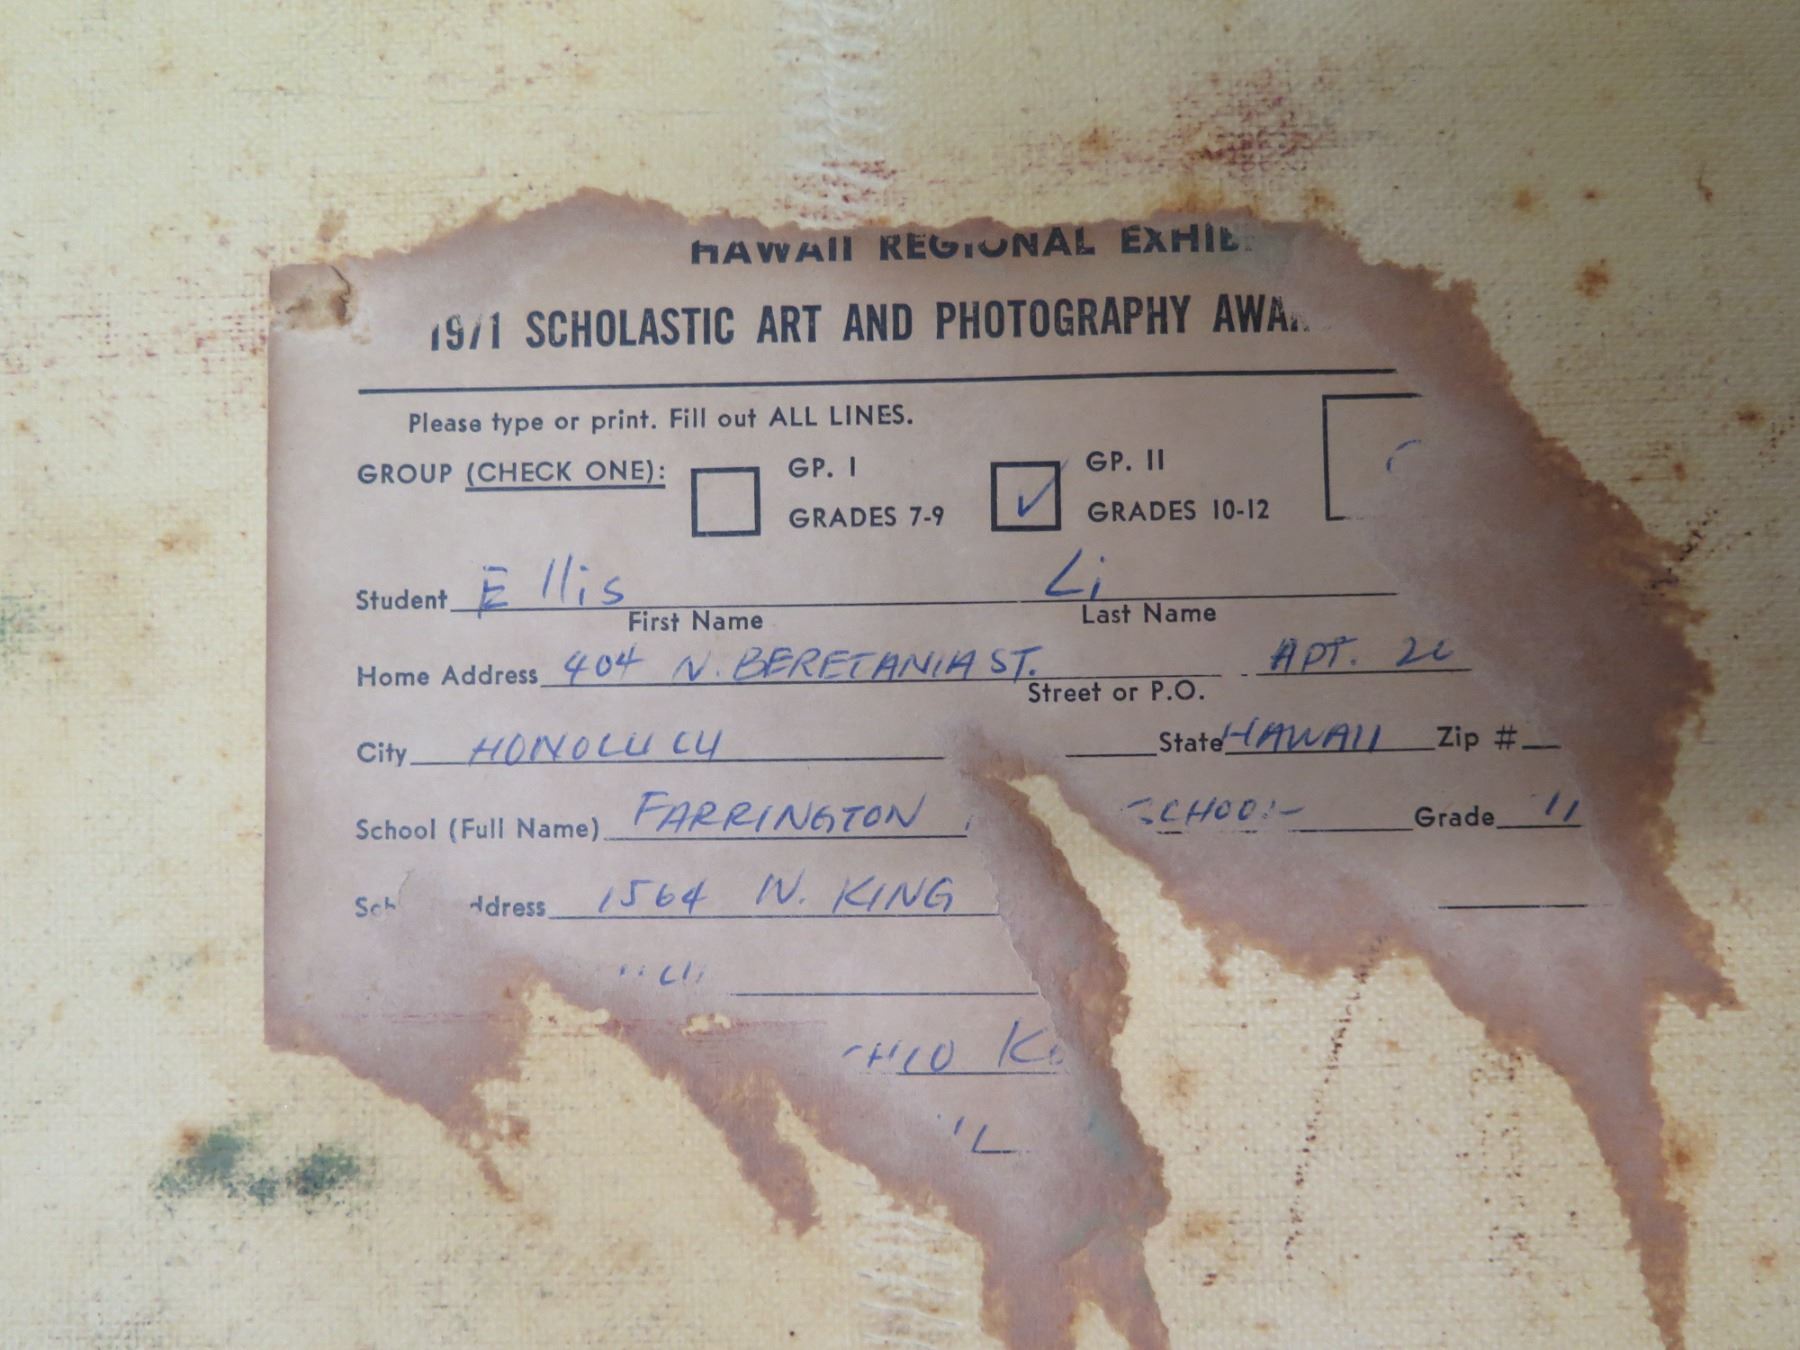 HAWAII REGIONAL
1971 SCHOLASTIC ART AND PHOTOGRAPHY
Please type or print. Fill out ALL LINES.
GROUP (CHECK ONE): GP. I GP. II
GRADES 7-9 GRADES 10-12
Student Ellis Li
First Name Last Name
Home Address 404 N. BERETANIA ST. APT.
Street or P.O.
City HONOLULU State HAWAII Zip #
School (Full Name) FARRINGTON SCHOOL Grade 11
1564 N. KING